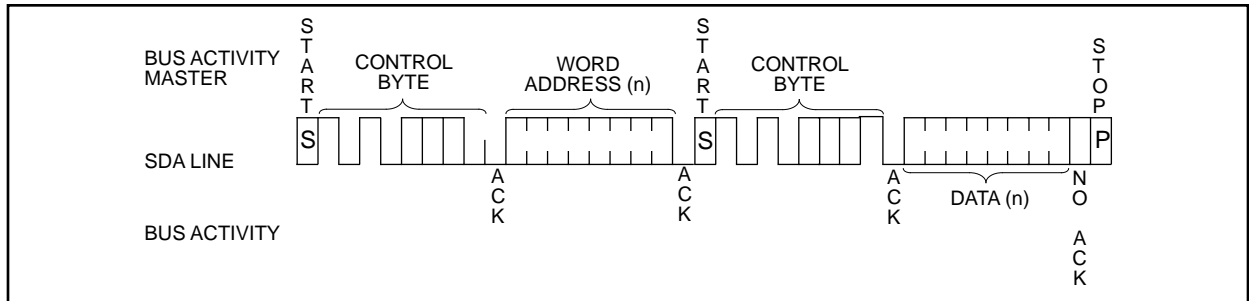 BUS ACTIVITY
MASTER
START
CONTROL
BYTE
WORD
ADDRESS (n)
START
CONTROL
BYTE
STOP
SDA LINE
S
S
P
ACK
ACK
ACK
DATA (n)
NO ACK
BUS ACTIVITY